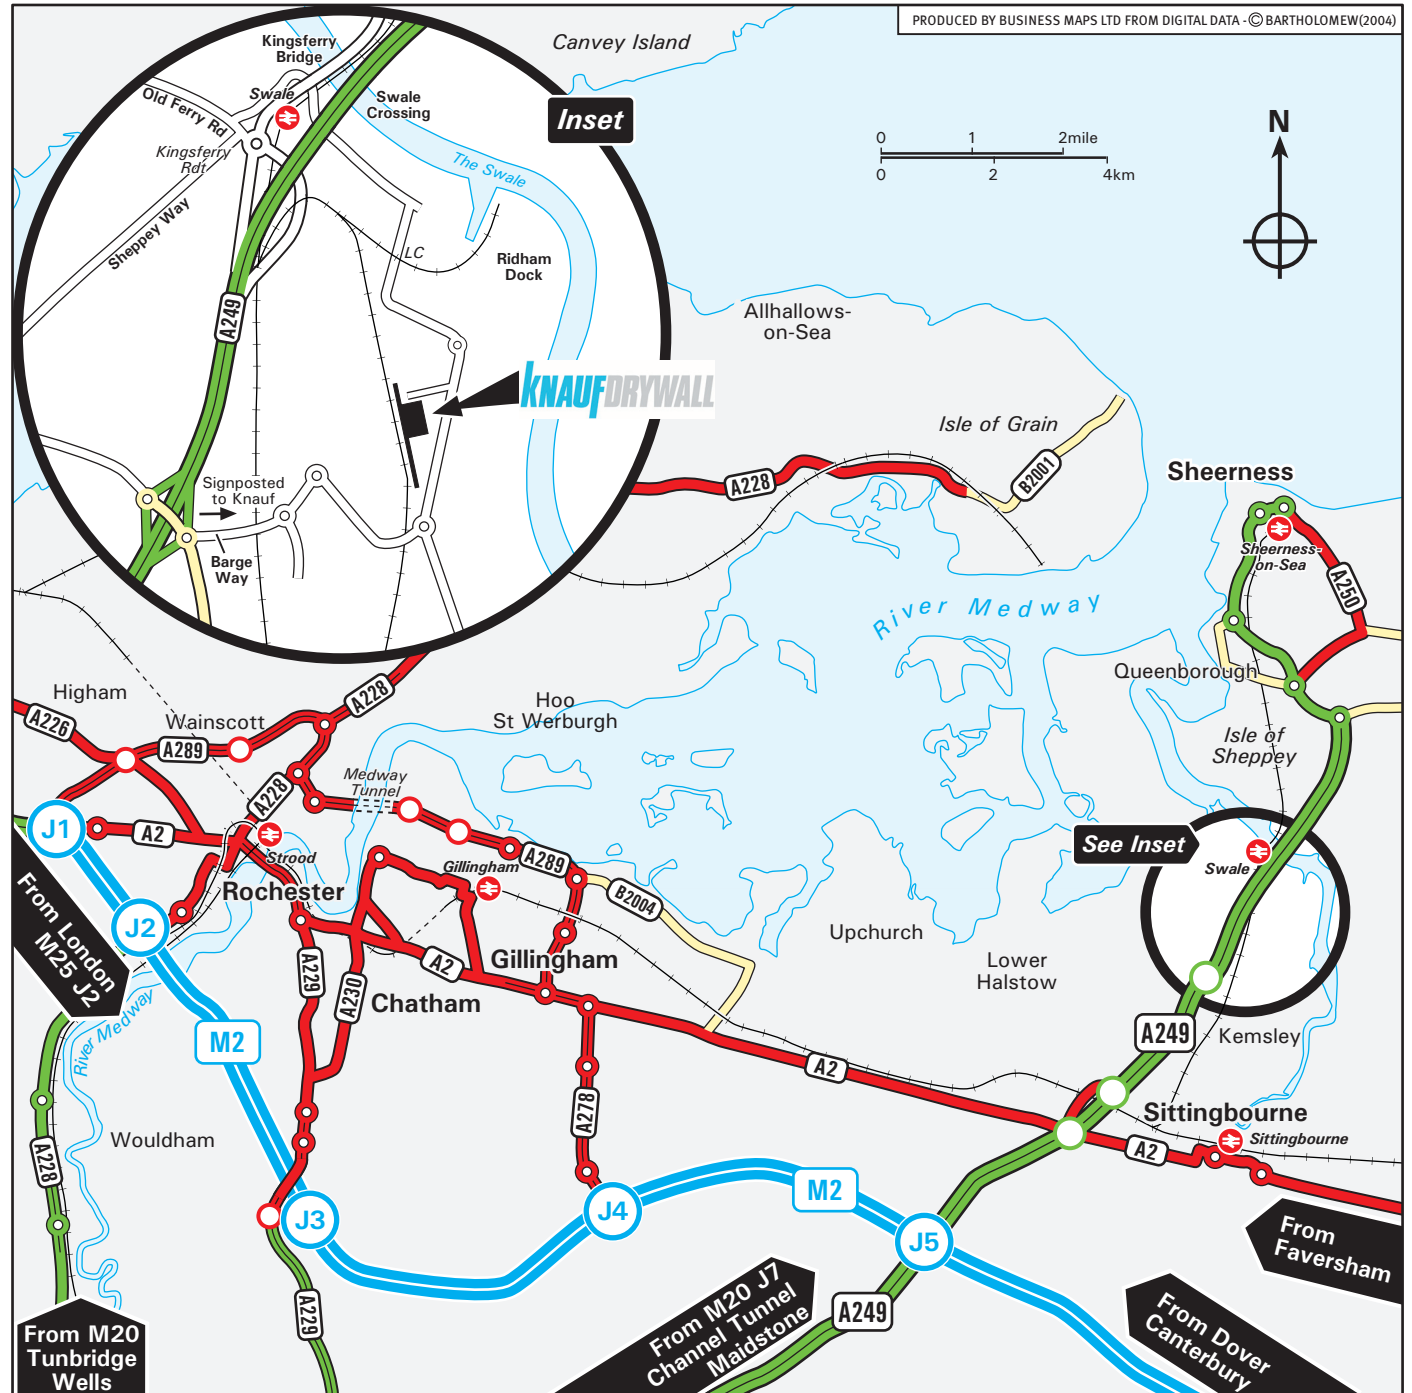 PRODUCED BY BUSINESS MAPS LTD FROM DIGITAL DATA - © BARTHOLOMEW(2004)
Canvey Island
Kingsferry
Bridge
Swale
Swale
Crossing
Old Ferry Rd
Kingsferry
Rdt
Sheppey Way
The Swale
LC
Ridham
Dock
A249
KNAUFDRYWALL
Signposted
to Knauf
Barge
Way
Inset
0 1 2mile
0 2 4km
N
Allhallows-
on-Sea
Isle of Grain
A228
B2001
Sheerness
Sheerness-
on-Sea
A250
River Medway
Queenborough
Isle of
Sheppey
Higham
A226
Wainscott
A289
A228
Hoo
St Werburgh
Medway
Tunnel
A228
J1
A2
Strood
Gillingham
A289
B2004
See Inset
Swale
Rochester
J2
From London
M25 J2
Upchurch
Lower
Halstow
Gillingham
A2
A229
A230
Chatham
River Medway
M2
A249
Kemsley
A2
A278
Sittingbourne
Sittingbourne
A2
Wouldham
A228
J3
J4
M2
J5
From
Faversham
A229
A249
From M20 J7
Channel Tunnel
Maidstone
From Dover
Canterbury
From M20
Tunbridge
Wells